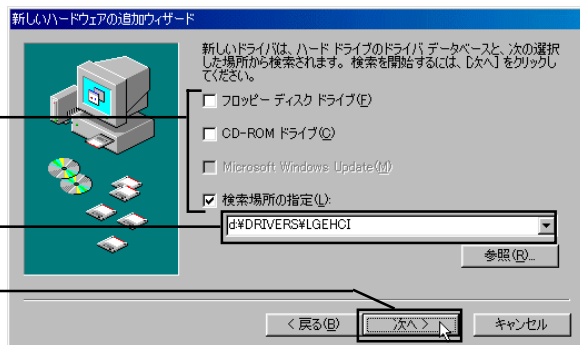 新しいハードウェアの追加ウィザード
新しいドライバは、ハード ドライブのドライバ データベースと、次の選択
した場所から検索されます。検索を開始するには、[次へ] をクリックし
てください。
フロッピー ディスク ドライブ(F)
CD-ROM ドライブ(C)
Microsoft Windows Update(M)
検索場所の指定(L):
d:¥DRIVERS¥LGEHCI
参照(R)...
< 戻る(B)
次へ >
キャンセル